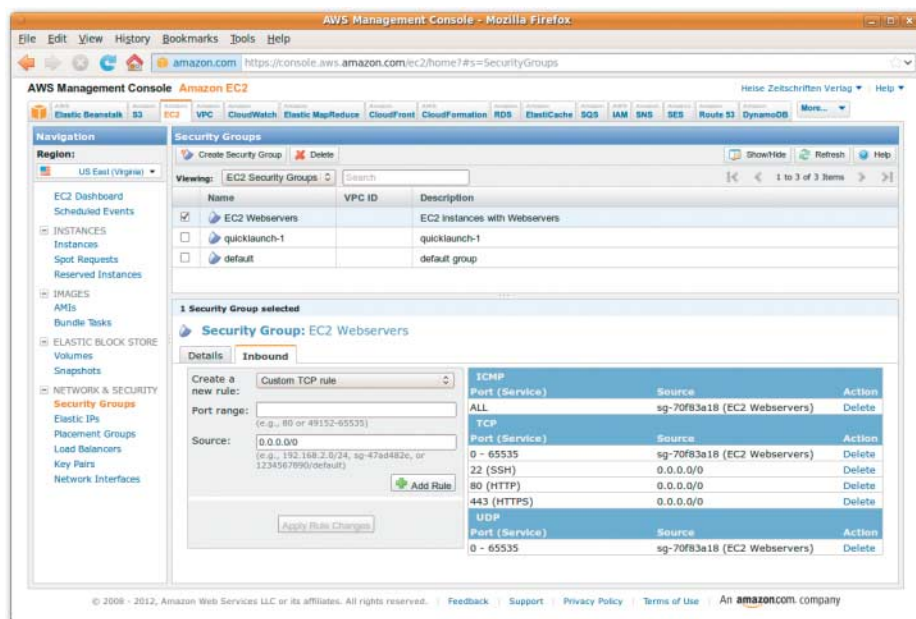 AWS Management Console - Mozilla Firefox
File Edit View History Bookmarks Tools Help
amazon.com https://console.aws.amazon.com/ec2/home?#s=SecurityGroups
AWS Management Console Amazon EC2
Heise Zeitschriften Verlag Help
Elastic Beanstalk S3 EC2 VPC CloudWatch Elastic MapReduce CloudFront CloudFormation RDS ElastiCache SQS IAM SNS SES Route 53 DynamoDB More...
Navigation
Region:
US East (Virginia)
EC2 Dashboard
Scheduled Events
INSTANCES
Instances
Spot Requests
Reserved Instances
IMAGES
AMIs
Bundle Tasks
ELASTIC BLOCK STORE
Volumes
Snapshots
NETWORK & SECURITY
Security Groups
Elastic IPs
Placement Groups
Load Balancers
Key Pairs
Network Interfaces
Security Groups
Create Security Group Delete Show/Hide Refresh Help
Viewing: EC2 Security Groups Search 1 to 3 of 3 Items
Name VPC ID Description
EC2 Webservers EC2 instances with Webservers
quicklaunch-1 quicklaunch-1
default default group
1 Security Group selected
Security Group: EC2 Webservers
Details Inbound
Create a new rule: Custom TCP rule
Port range:
(e.g., 80 or 49152-65535)
Source: 0.0.0.0/0
(e.g., 192.168.2.0/24, sg-47ad482e, or
1234567890/default)
Add Rule
Apply Rule Changes
ICMP
Port (Service) Source Action
ALL sg-70f83a18 (EC2 Webservers) Delete
TCP
Port (Service) Source Action
0 - 65535 sg-70f83a18 (EC2 Webservers) Delete
22 (SSH) 0.0.0.0/0 Delete
80 (HTTP) 0.0.0.0/0 Delete
443 (HTTPS) 0.0.0.0/0 Delete
UDP
Port (Service) Source Action
0 - 65535 sg-70f83a18 (EC2 Webservers) Delete
© 2008 - 2012, Amazon Web Services LLC or its affiliates. All rights reserved. Feedback Support Privacy Policy Terms of Use An amazon.com. company